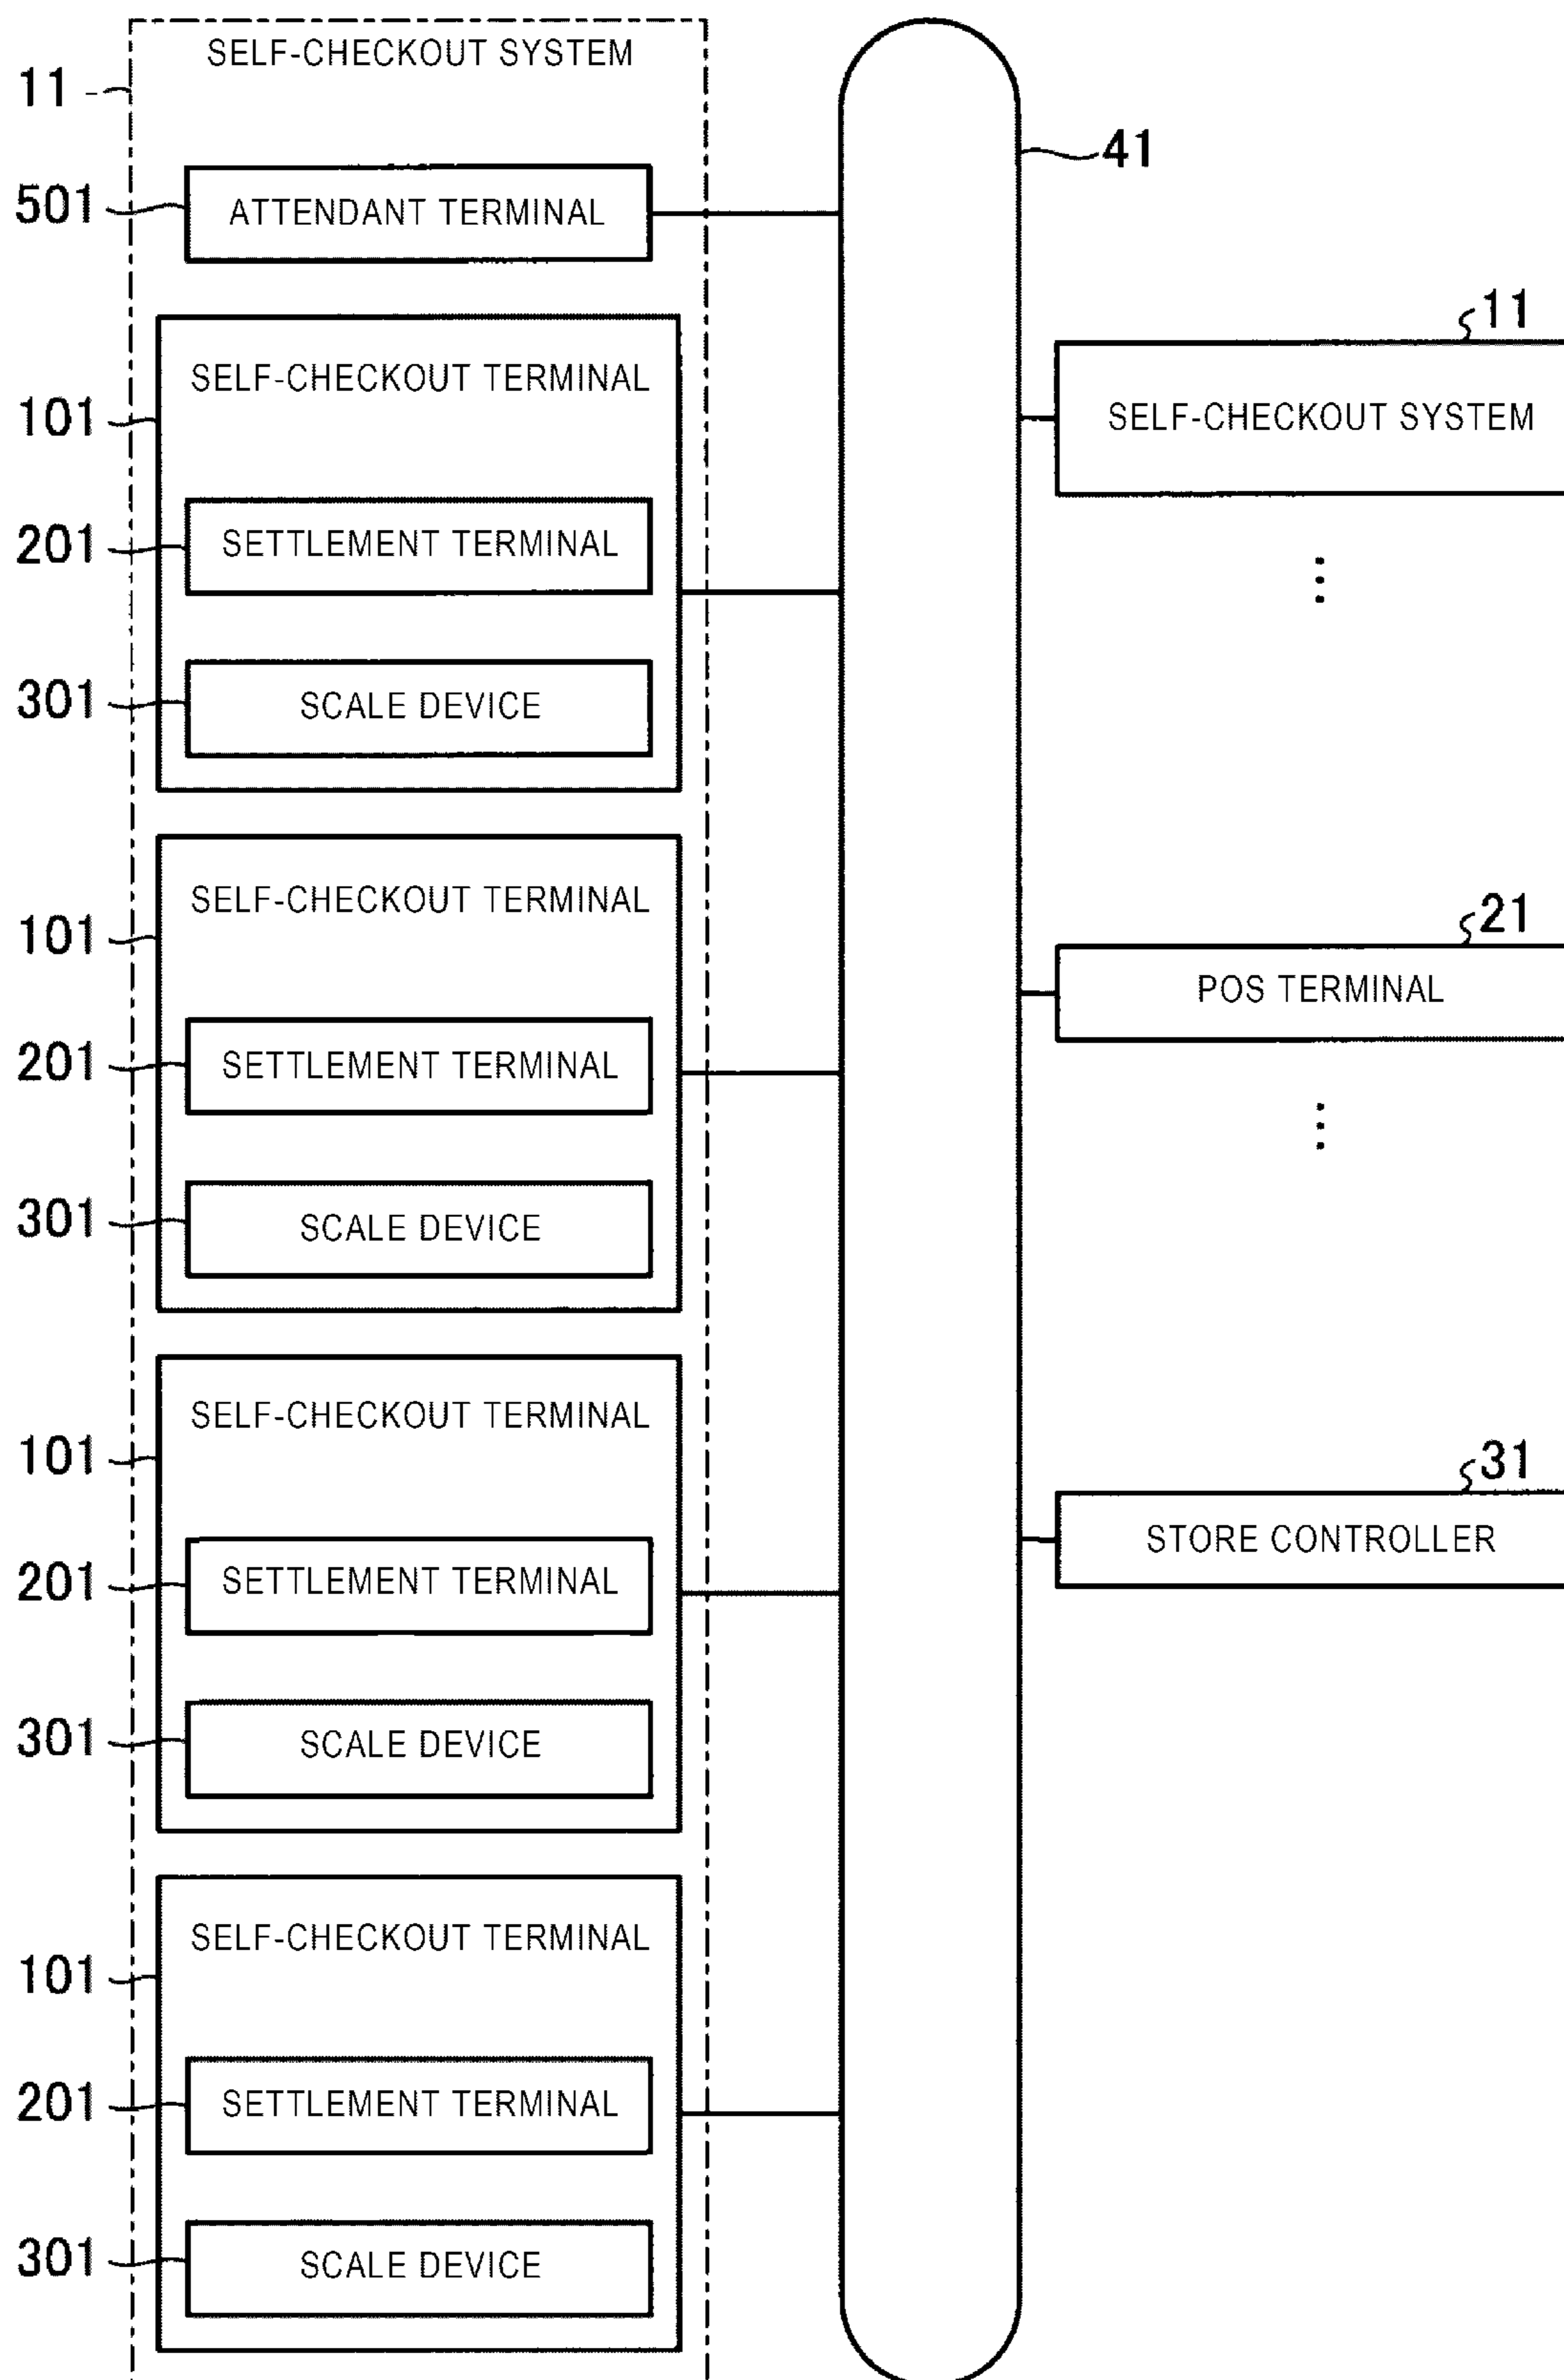 SELF-CHECKOUT SYSTEM
11
501
ATTENDANT TERMINAL
SELF-CHECKOUT TERMINAL
101
201
SETTLEMENT TERMINAL
301
SCALE DEVICE
SELF-CHECKOUT TERMINAL
101
201
SETTLEMENT TERMINAL
301
SCALE DEVICE
SELF-CHECKOUT TERMINAL
101
201
SETTLEMENT TERMINAL
301
SCALE DEVICE
SELF-CHECKOUT TERMINAL
101
201
SETTLEMENT TERMINAL
301
SCALE DEVICE
41
11
SELF-CHECKOUT SYSTEM
21
POS TERMINAL
31
STORE CONTROLLER